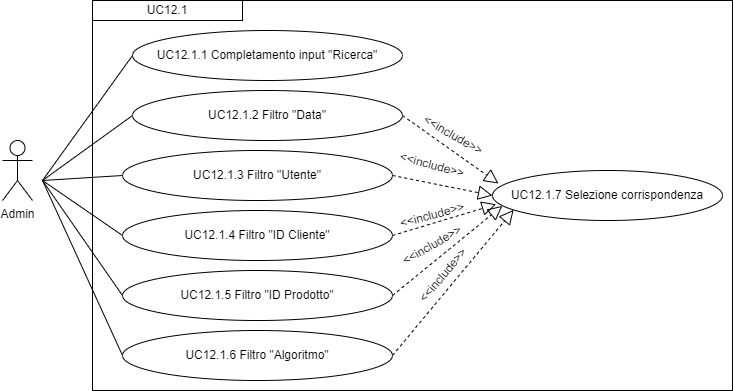 UC12.1
UC12.1.1 Completamento input "Ricerca"
UC12.1.2 Filtro "Data"
<<include>>
UC12.1.3 Filtro "Utente"
<<include>>
UC12.1.7 Selezione corrispondenza
Admin
UC12.1.4 Filtro "ID Cliente"
<<include>>
<<include>>
UC12.1.5 Filtro "ID Prodotto"
<<include>>
UC12.1.6 Filtro "Algoritmo"